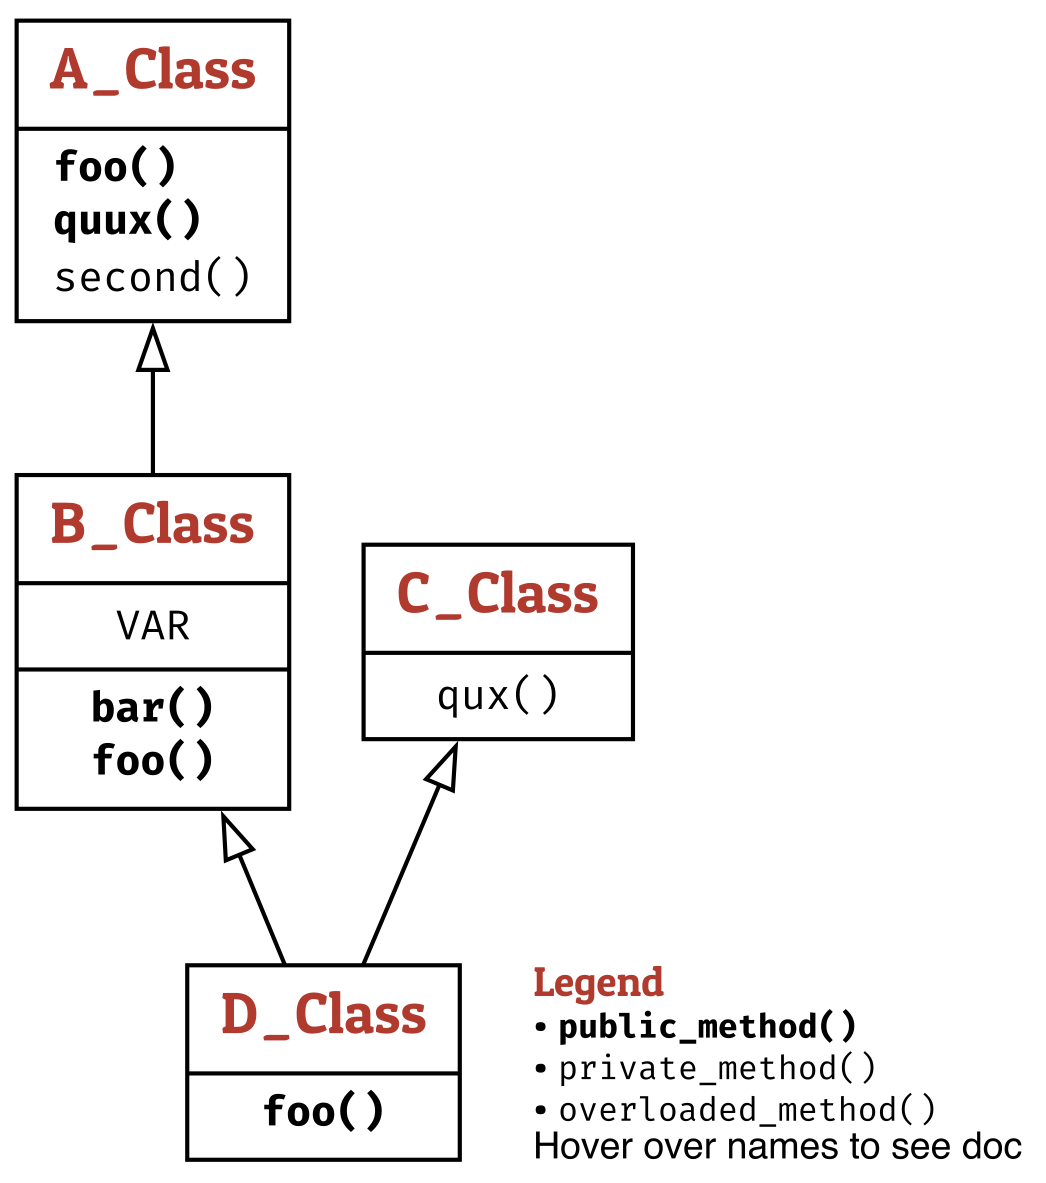 A_Class
foo()
quux()
second()
B_Class
VAR
bar()
foo()
C_Class
qux()
D_Class
foo()
Legend
• public_method()
• private_method()
• overloaded_method()
Hover over names to see doc